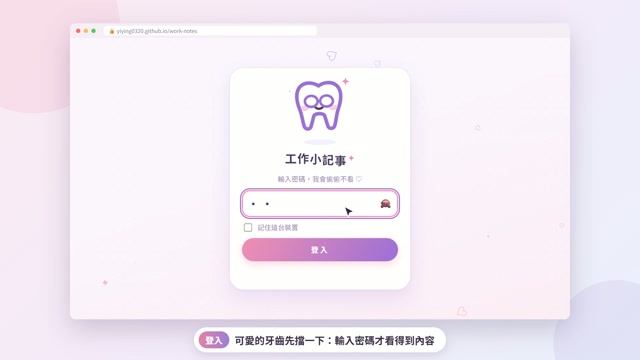 yiying0320.github.io/work-notes
工作小記事
輸入密碼，我會偷偷不看 ♡
記住這台裝置
登入
登入 可愛的牙齒先擋一下：輸入密碼才看得到內容